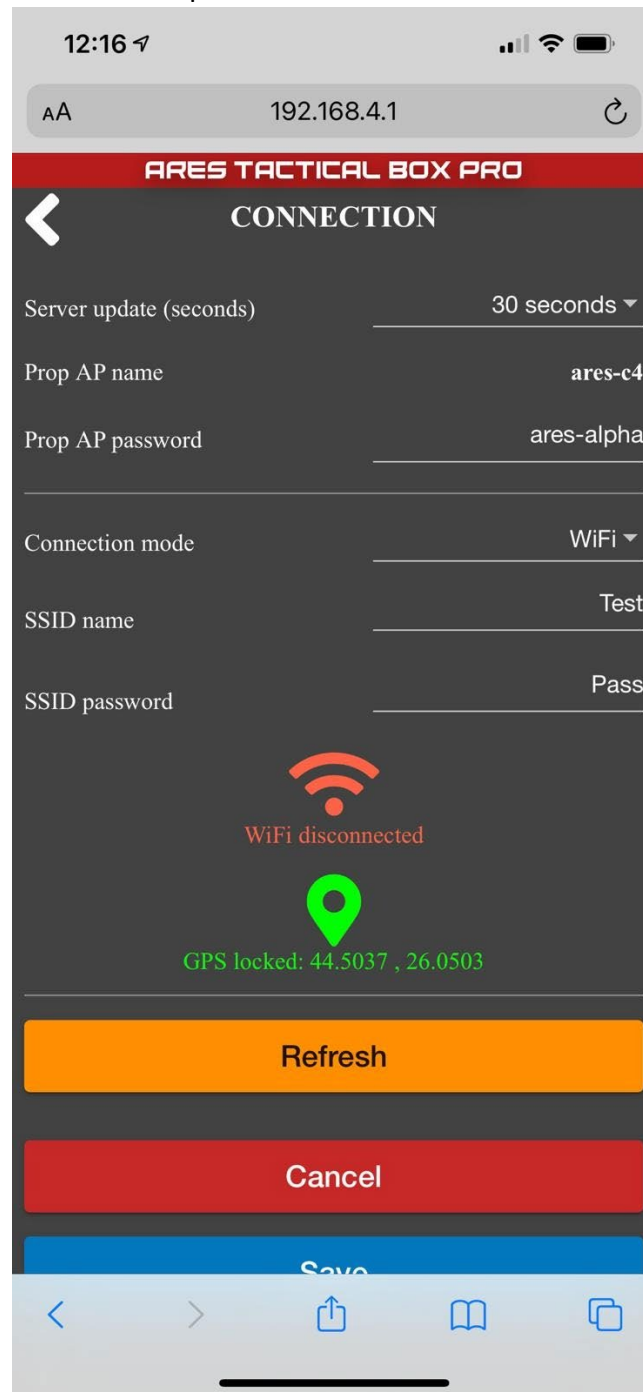 12:16
AA 192.168.4.1
ARES TACTICAL BOX PRO
CONNECTION
Server update (seconds) 30 seconds
Prop AP name ares-c4
Prop AP password ares-alpha
Connection mode WiFi
SSID name Test
SSID password Pass
WiFi disconnected
GPS locked: 44.5037 , 26.0503
Refresh
Cancel
Save